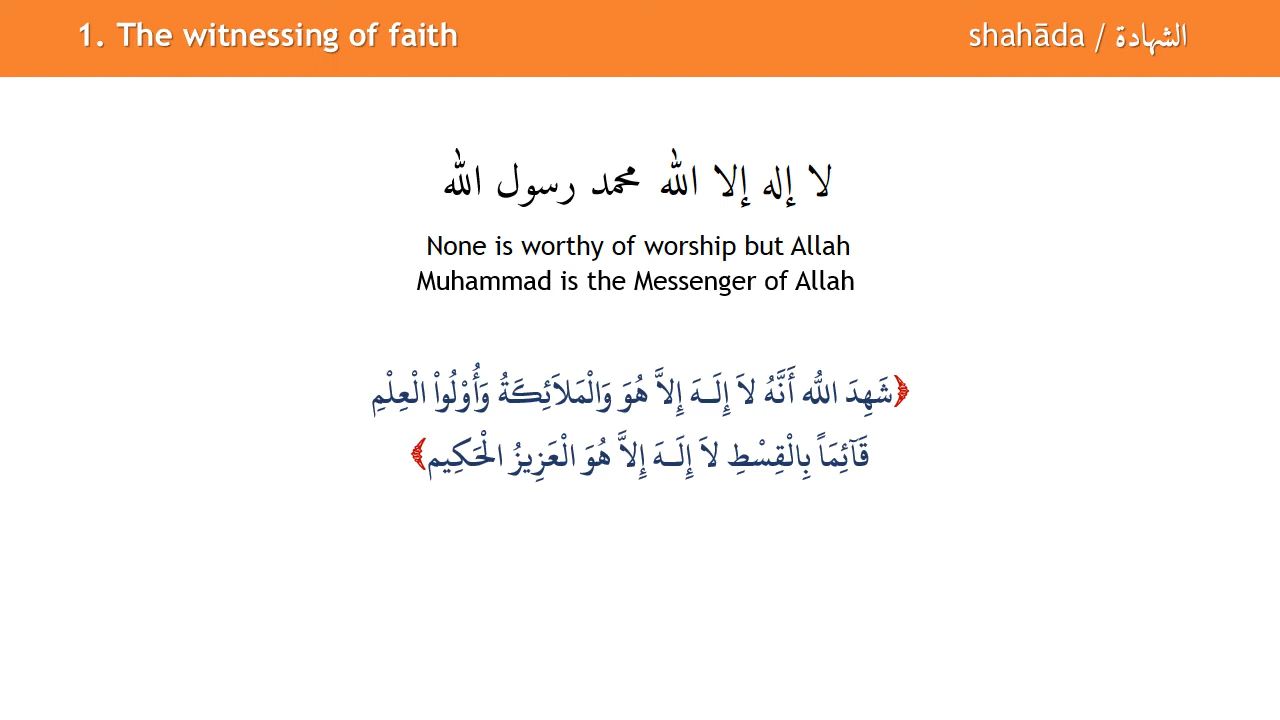 1. The witnessing of faith
shahāda / الشهادة
لا إله إلا الله محمد رسول الله
None is worthy of worship but Allah
Muhammad is the Messenger of Allah
﴿شَهِدَ اللّهُ أَنَّهُ لاَ إِلَـهَ إِلاَّ هُوَ وَالْمَلاَئِكَةُ وَأُوْلُواْ الْعِلْمِ
قَآئِمَاً بِالْقِسْطِ لاَ إِلَـهَ إِلاَّ هُوَ الْعَزِيزُ الْحَكِيم﴾